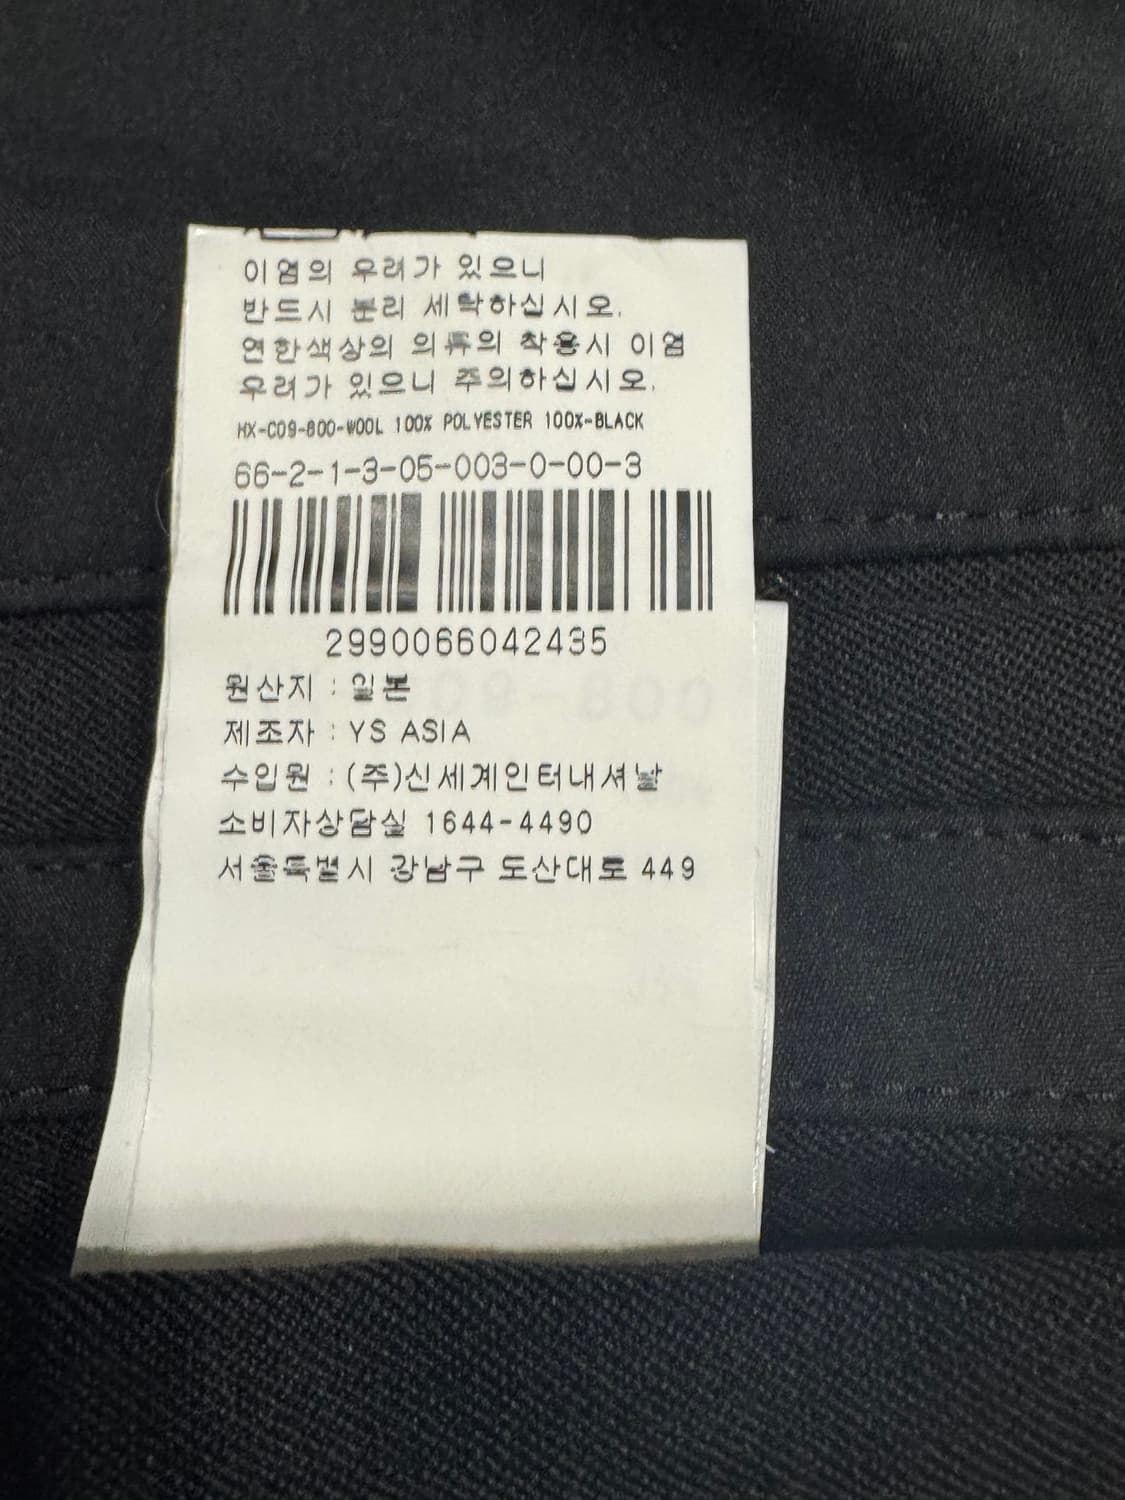 이염의 우려가 있으니
반드시 분리 세탁하십시오.
연한색상의 의류의 착용시 이염
우려가 있으니 주의하십시오.
HX-C09-800-WOOL 100% POLYESTER 100%-BLACK
66-2-1-3-05-003-0-00-3
2990066042435
원산지 : 일본
제조자 : YS ASIA
수입원 : (주)신세계인터내셔날
소비자상담실 1644-4490
서울특별시 강남구 도산대로 449